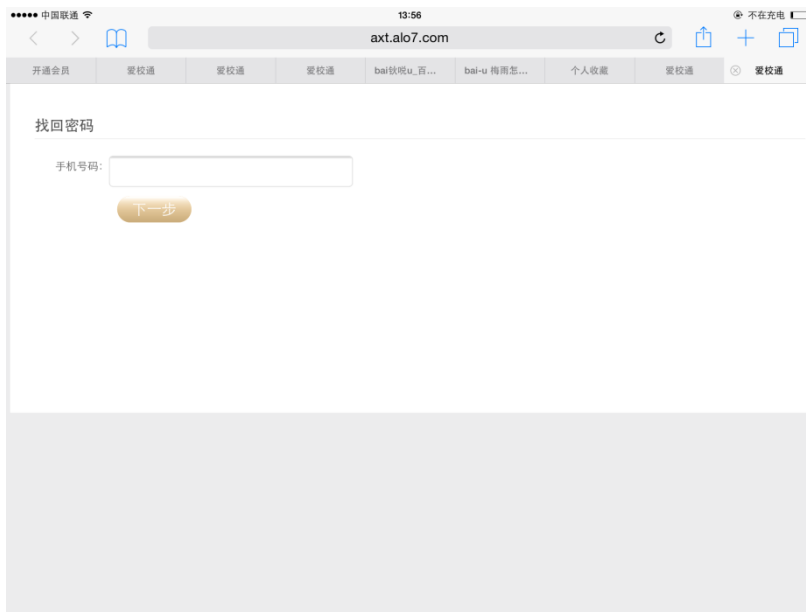 中国联通
13:56
不在充电
axt.alo7.com
开通会员
爱校通
爱校通
爱校通
bai秋呢u_百...
bai-u 梅雨怎...
个人收藏
爱校通
爱校通
找回密码
手机号码:
下一步